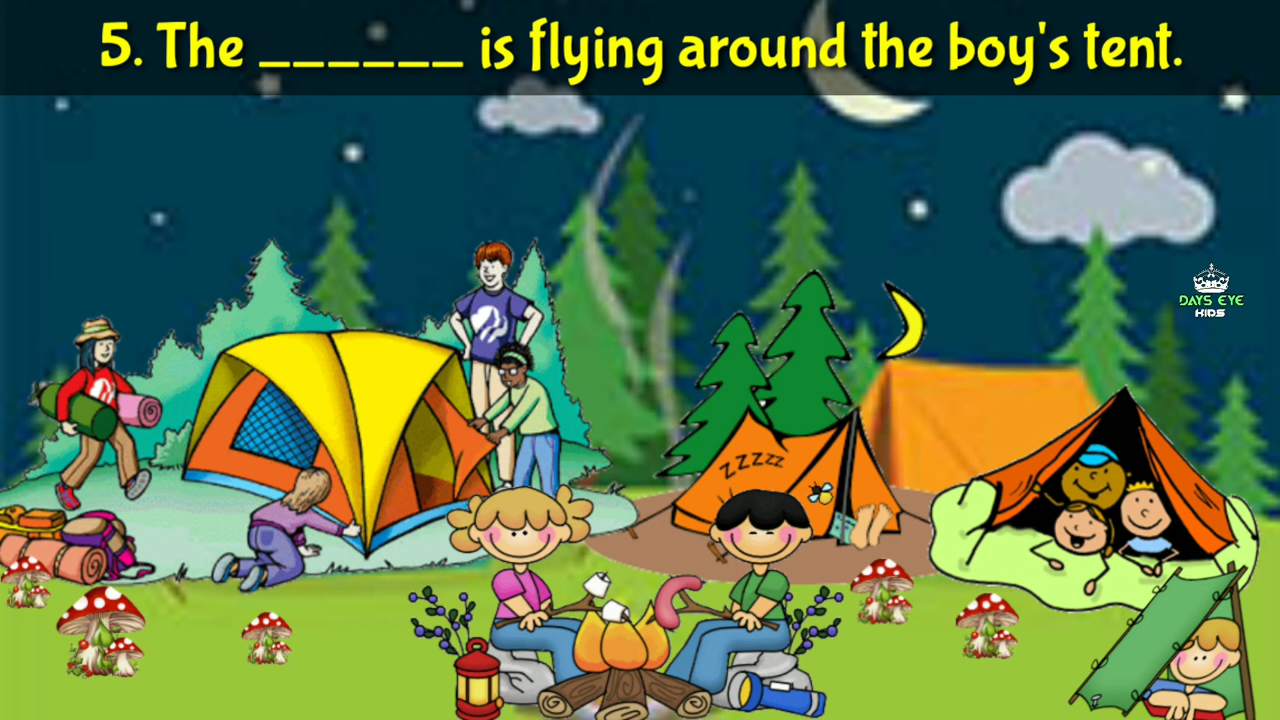 5. The ______ is flying around the boy's tent.
DAYS EYE
KIDS
ZZZZZ